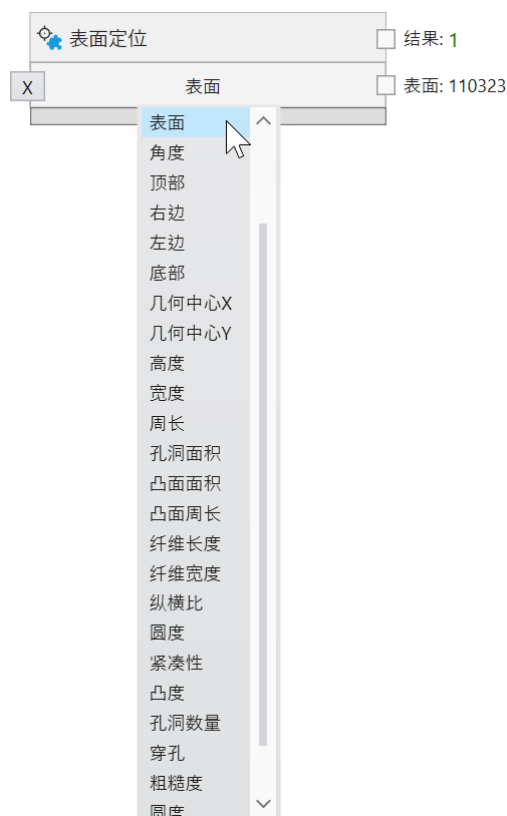 表面定位
结果: 1
X
表面
表面: 110323
表面
角度
顶部
右边
左边
底部
几何中心X
几何中心Y
高度
宽度
周长
孔洞面积
凸面面积
凸面周长
纤维长度
纤维宽度
纵横比
圆度
紧凑性
凸度
孔洞数量
穿孔
粗糙度
圆度